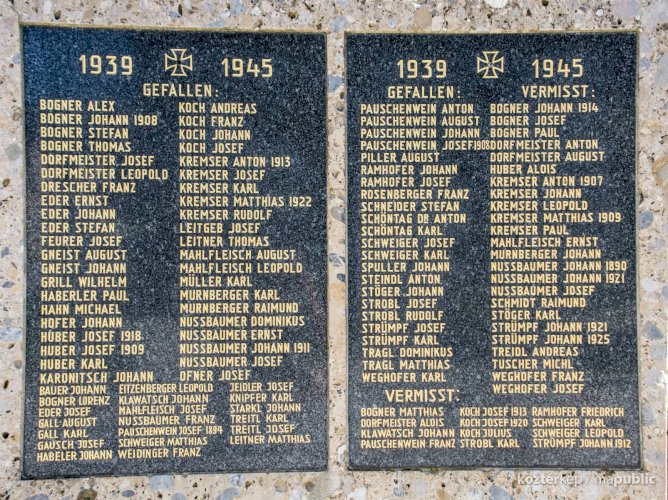 1939 1945
GEFALLEN:
BOGNER ALEX
BOGNER JOHANN 1908
BOGNER STEFAN
BOGNER THOMAS
DORFMEISTER JOSEF
DORFMEISTER LEOPOLD
DRESCHER FRANZ
EDER ERNST
EDER JOHANN
EDER STEFAN
FEURER JOSEF
GNEIST AUGUST
GNEIST JOHANN
GRILL WILHELM
HABERLER PAUL
HAHN MICHAEL
HOFER JOHANN
HUBER JOSEF 1918
HUBER JOSEF 1909
HUBER KARL
KARONITSCH JOHANN
KOCH ANDREAS
KOCH FRANZ
KOCH JOHANN
KOCH JOSEF
KREMSER ANTON 1913
KREMSER JOSEF
KREMSER KARL
KREMSER MATTHIAS 1922
KREMSER RUDOLF
LEITGEB JOSEF
LEITNER THOMAS
MAHLFLEISCH AUGUST
MAHLFLEISCH LEOPOLD
MÜLLER KARL
MURNBERGER KARL
MURNBERGER RAIMUND
NUSSBAUMER DOMINIKUS
NUSSBAUMER ERNST
NUSSBAUMER JOHANN 1911
NUSSBAUMER JOSEF
OFNER JOSEF
BAUER JOHANN EITZENBERGER LEOPOLD JEIDLER JOSEF
BOGNER LORENZ KLAWATSCH JOHANN KNIPFER KARL
EDER JOSEF MAHLFLEISCH JOSEF STARKL JOHANN
GALL AUGUST NUSSBAUMER FRANZ TREITL KARL
GALL KARL PAUSCHENWEIN JOSEF 1894 TREITL JOSEF
GAUSCH JOSEF SCHWEIGER MATTHIAS LEITNER MATTHIAS
HABELER JOHANN WEIDINGER FRANZ
1939 1945
GEFALLEN:
PAUSCHENWEIN ANTON
PAUSCHENWEIN AUGUST
PAUSCHENWEIN JOHANN
PAUSCHENWEIN JOSEF 1908
PILLER AUGUST
RAMHOFER JOHANN
RAMHOFER JOSEF
ROSENBERGER FRANZ
SCHNEIDER STEFAN
SCHÖNTAG DR ANTON
SCHÖNTAG KARL
SCHWEIGER JOSEF
SCHWEIGER KARL
SPULLER JOHANN
STEINDL ANTON
STÖGER JOHANN
STROBL JOSEF
STROBL RUDOLF
STRÜMPF JOSEF
STRÜMPF KARL
TRAGL DOMINIKUS
TRAGL MATTHIAS
WEGHOFER KARL
VERMISST:
BOGNER JOHANN 1914
BOGNER JOSEF
BOGNER PAUL
DORFMEISTER ANTON
DORFMEISTER AUGUST
HUBER ALOIS
KREMSER ANTON 1907
KREMSER JOHANN
KREMSER LEOPOLD
KREMSER MATTHIAS 1909
KREMSER PAUL
MAHLFLEISCH ERNST
MURNBERGER JOHANN
NUSSBAUMER JOHANN 1890
NUSSBAUMER JOHANN 1921
NUSSBAUMER JOSEF
SCHMIDT RAIMUND
STÖGER KARL
STRÜMPF JOHANN 1921
STRÜMPF JOHANN 1925
TREIDL ANDREAS
TUSCHER MICHL
WEGHOFER FRANZ
WEGHOFER JOSEF
VERMISST:
BOGNER MATTHIAS KOCH JOSEF 1913 RAMHOFER FRIEDRICH
DORFMEISTER ALOIS KOCH JOSEF 1920 SCHWEIGER KARL
KLAWATSCH JOHANN KOCH JULIUS SCHWEIGER LEOPOLD
PAUSCHENWEIN FRANZ STROBL KARL STRÜMPF JOHANN 1912
közterkep / mapublic